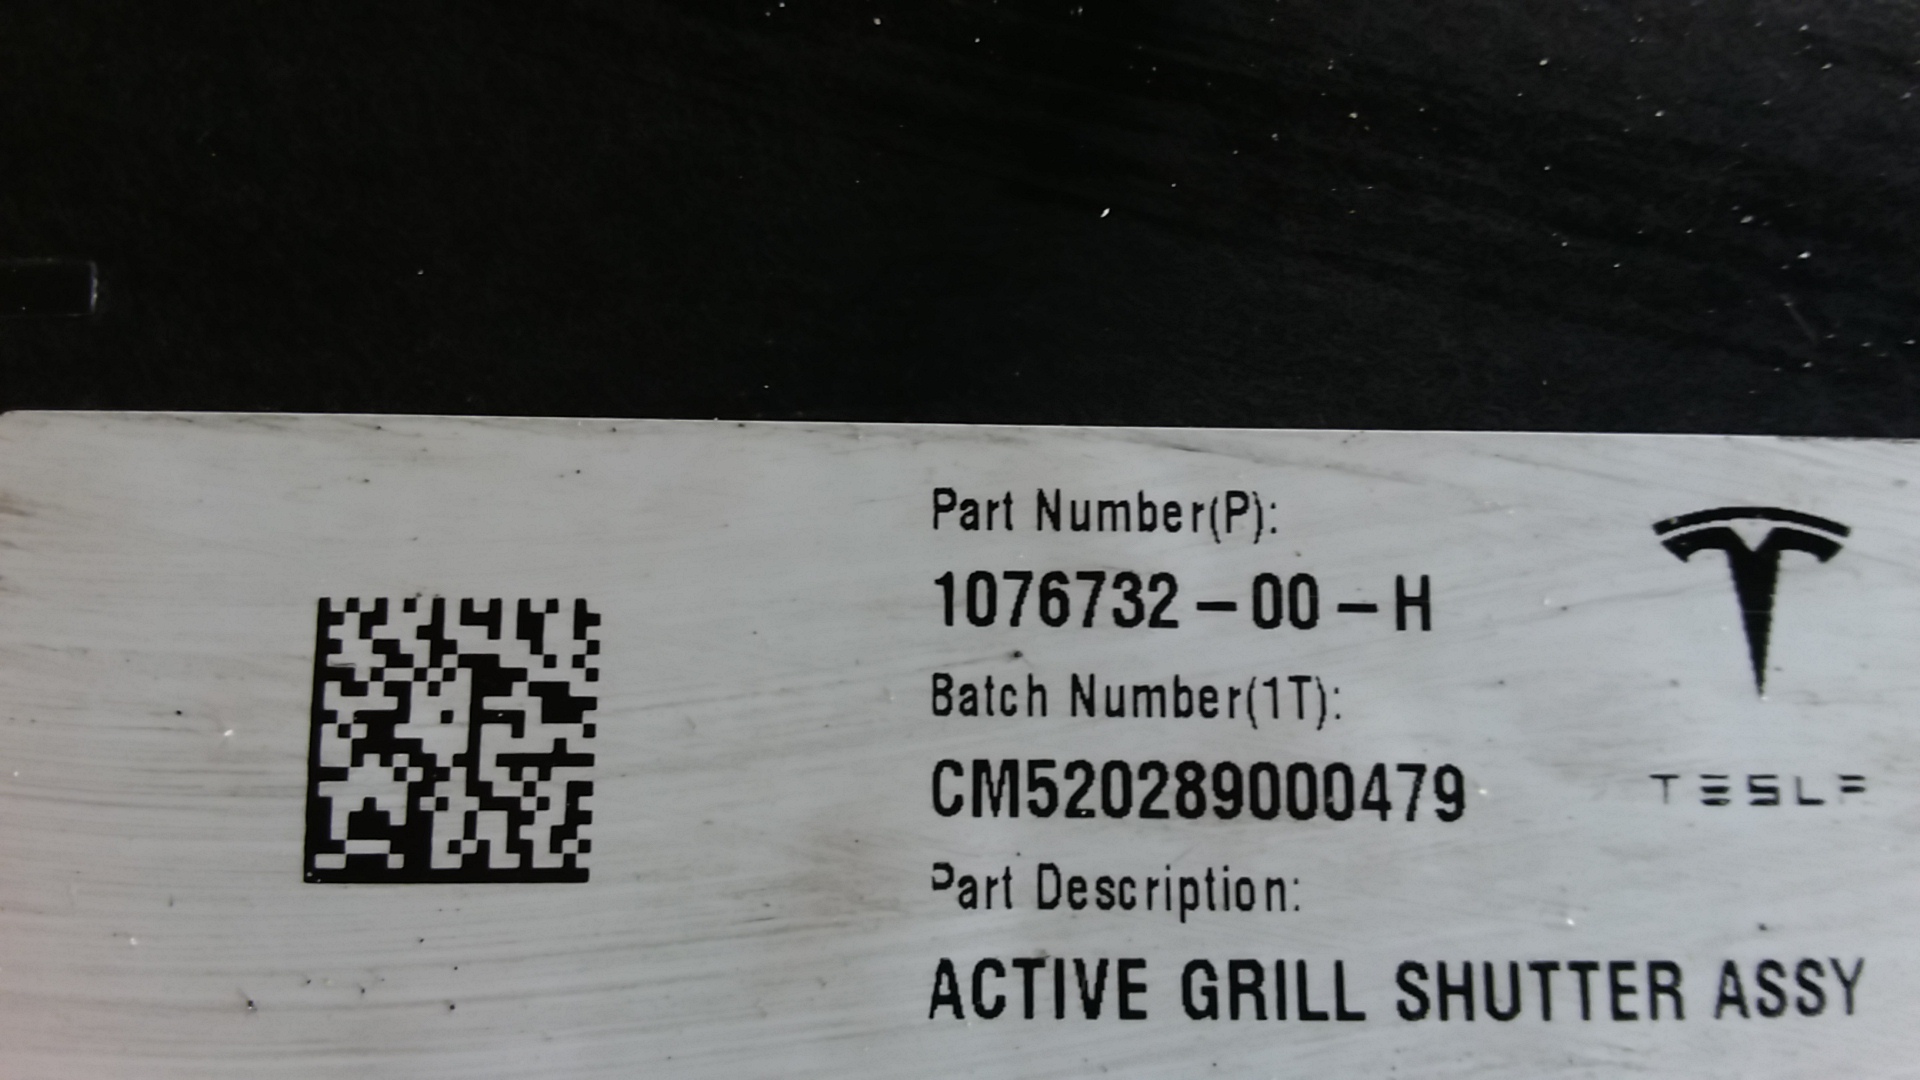 Part Number(P):
1076732-00-H
Batch Number(1T):
CM520289000479
Part Description:
ACTIVE GRILL SHUTTER ASSY
TESLA